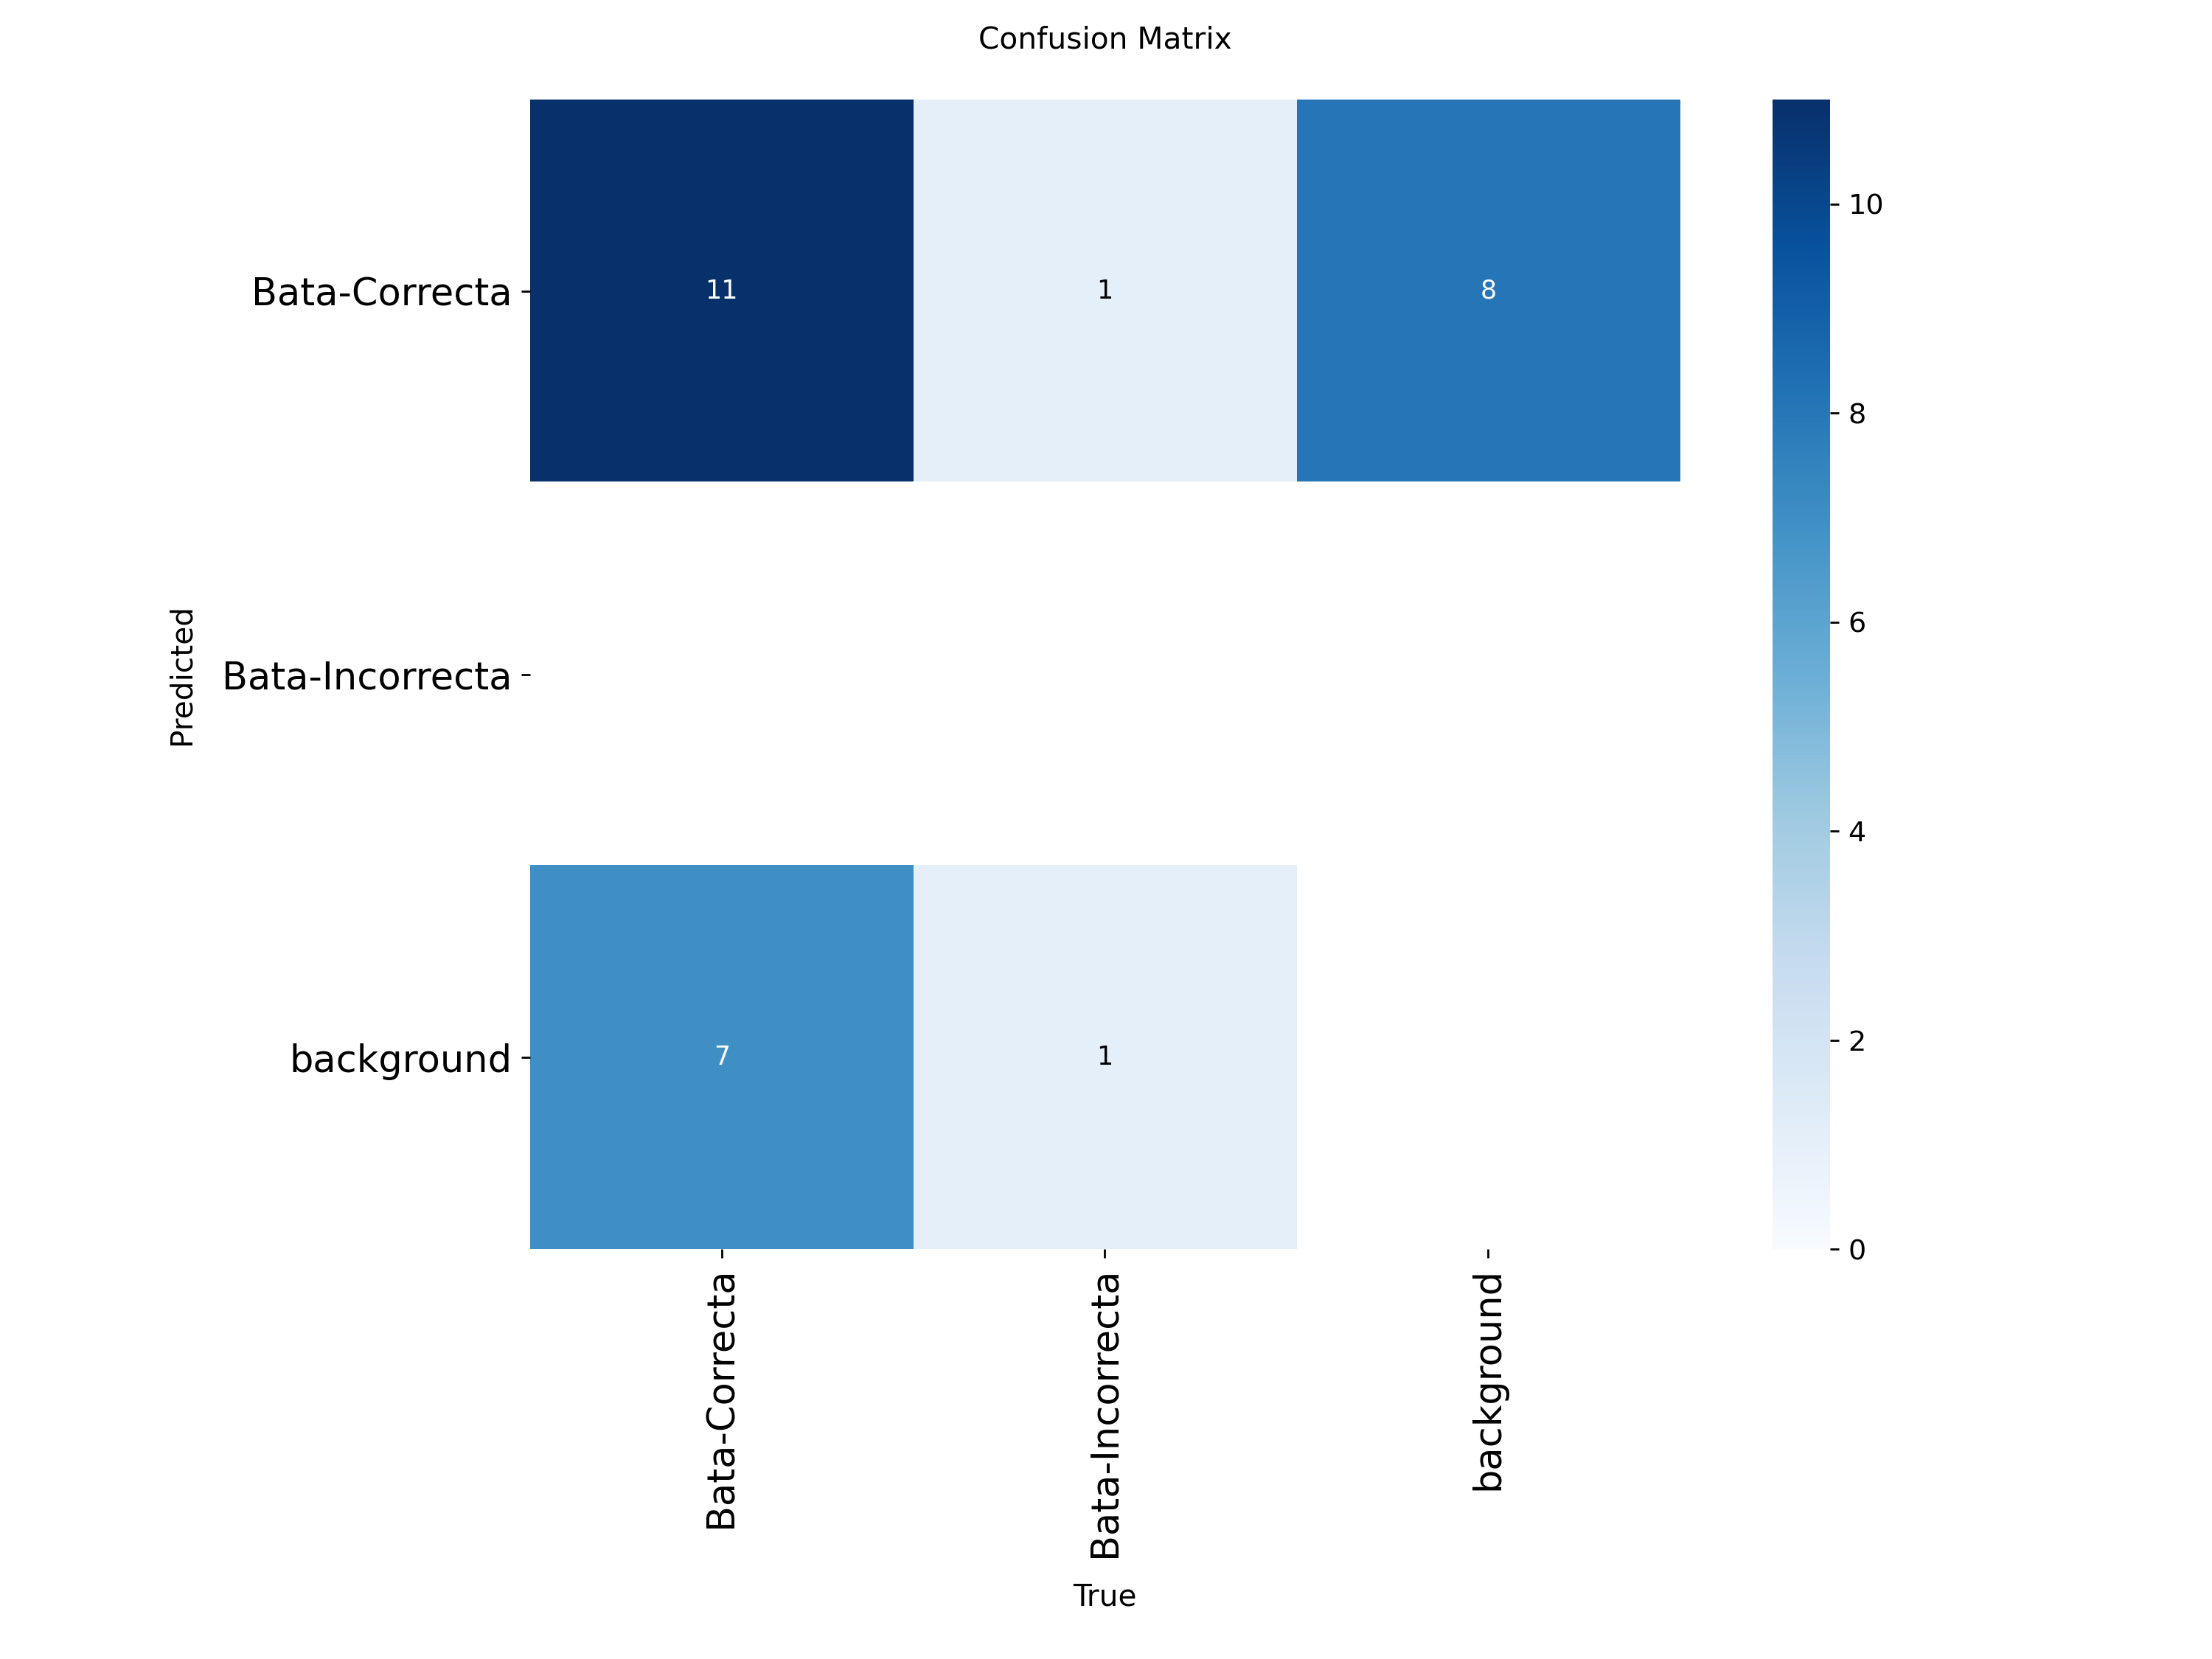 Confusion Matrix
Predicted
Bata-Correcta
11
1
8
Bata-Incorrecta
background
7
1
Bata-Correcta
Bata-Incorrecta
background
True
10
8
6
4
2
0